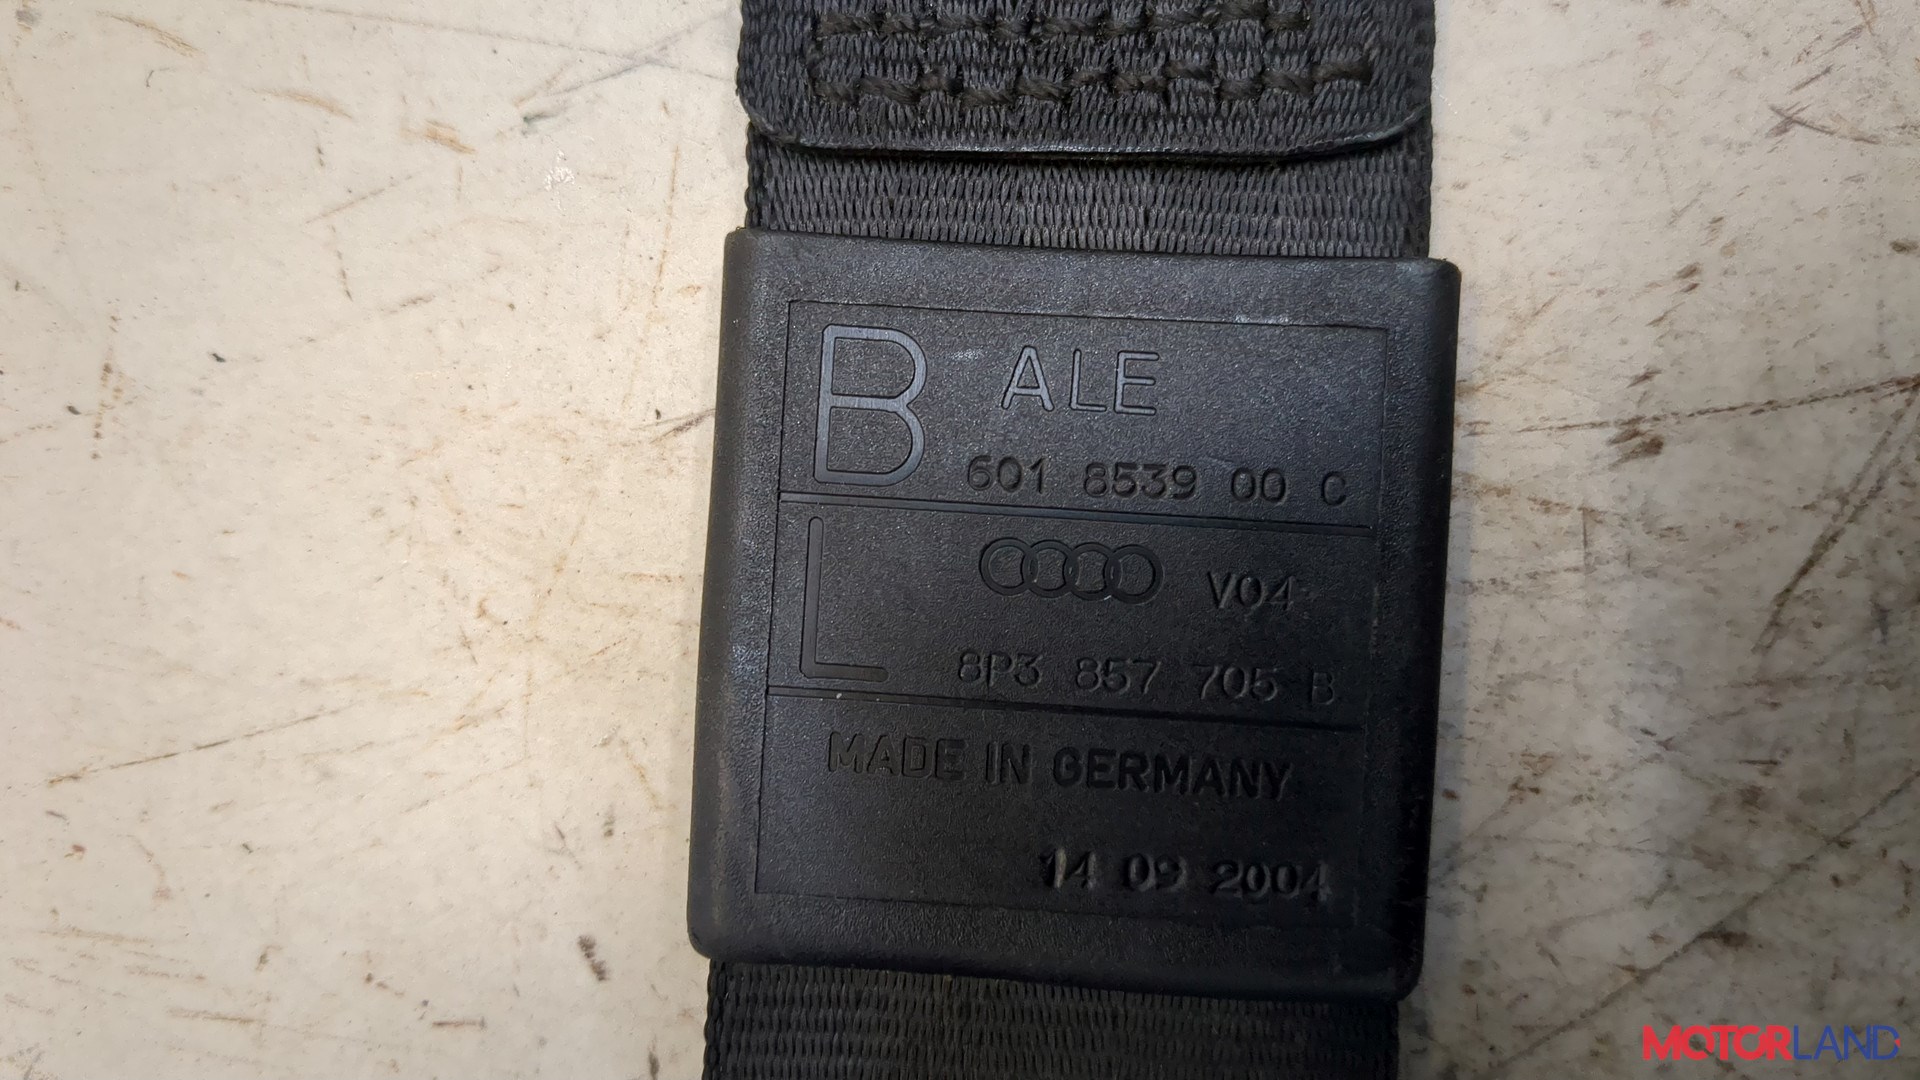 B ALE
601 8539 00 C
L V04
8P3 857 705 B
MADE IN GERMANY
14 09 2004
MOTORLAND